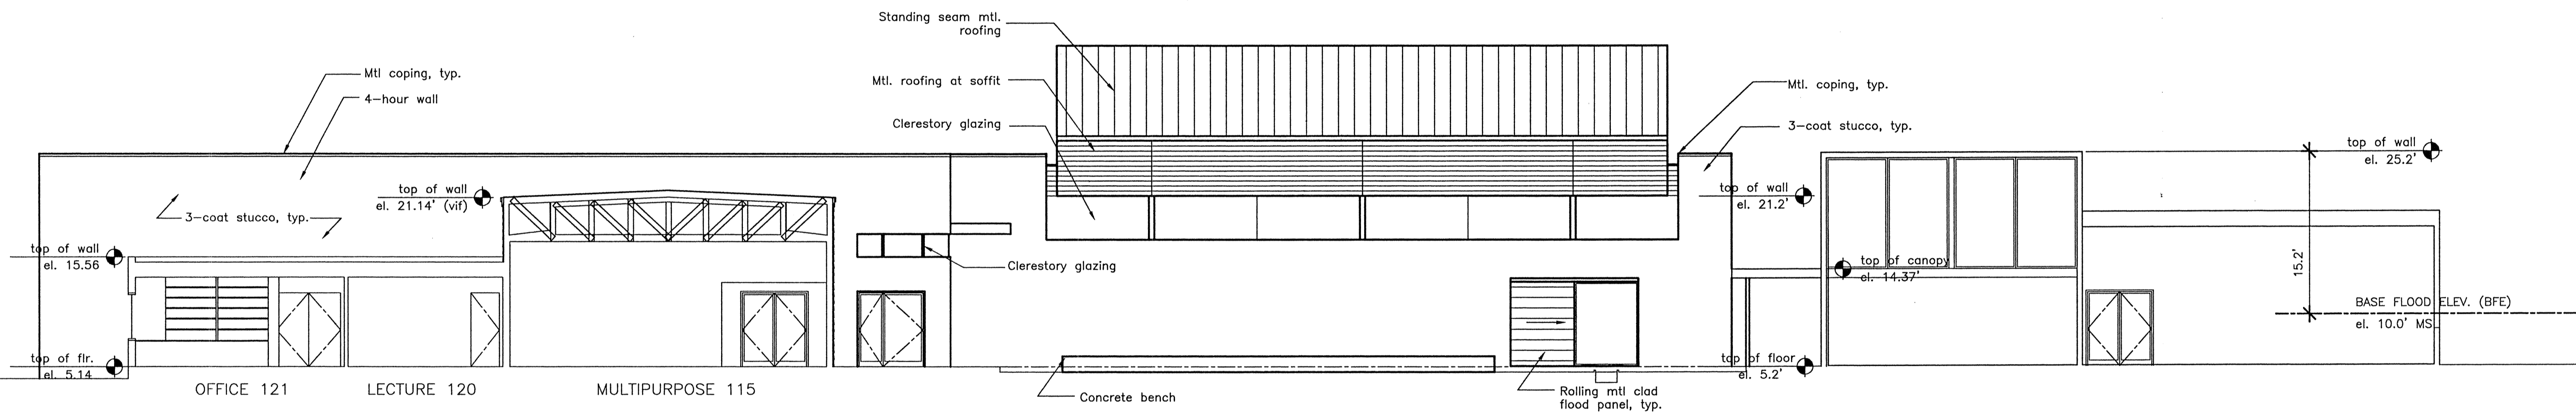 Standing seam mtl.
roofing
Mtl coping, typ.
4-hour wall
Mtl. roofing at soffit
Mtl. coping, typ.
Clerestory glazing
3-coat stucco, typ.
top of wall
el. 25.2'
top of wall
el. 21.14' (vif)
top of wall
el. 21.2'
3-coat stucco, typ.
top of wall
el. 15.56
Clerestory glazing
top of canopy
el. 14.37'
15.2'
BASE FLOOD ELEV. (BFE)
el. 10.0' MS
top of flr.
el. 5.14
top of floor
el. 5.2'
OFFICE 121
LECTURE 120
MULTIPURPOSE 115
Concrete bench
Rolling mtl clad
flood panel, typ.